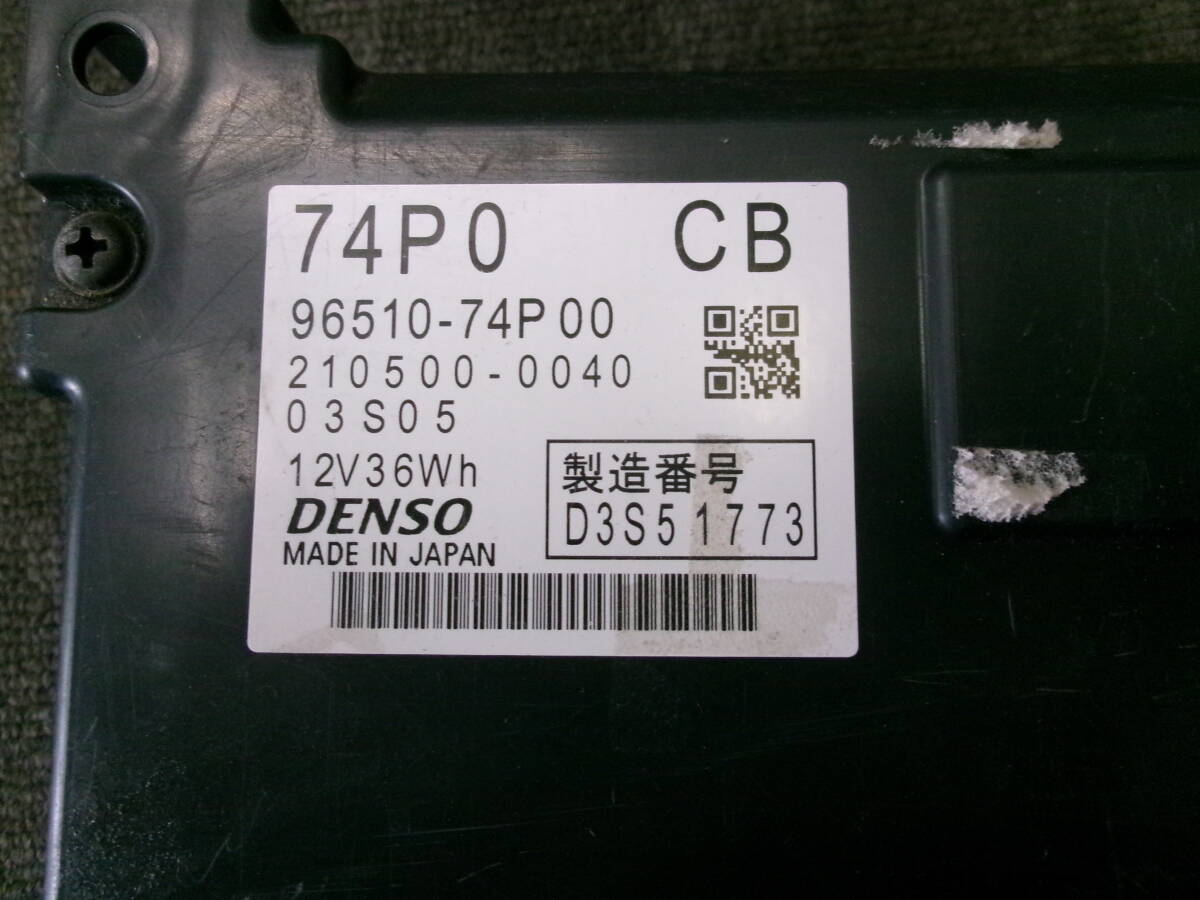 74P0 CB
96510-74P00
210500-0040
03S05
12V36Wh
DENSO
MADE IN JAPAN
製造番号
D3S51773